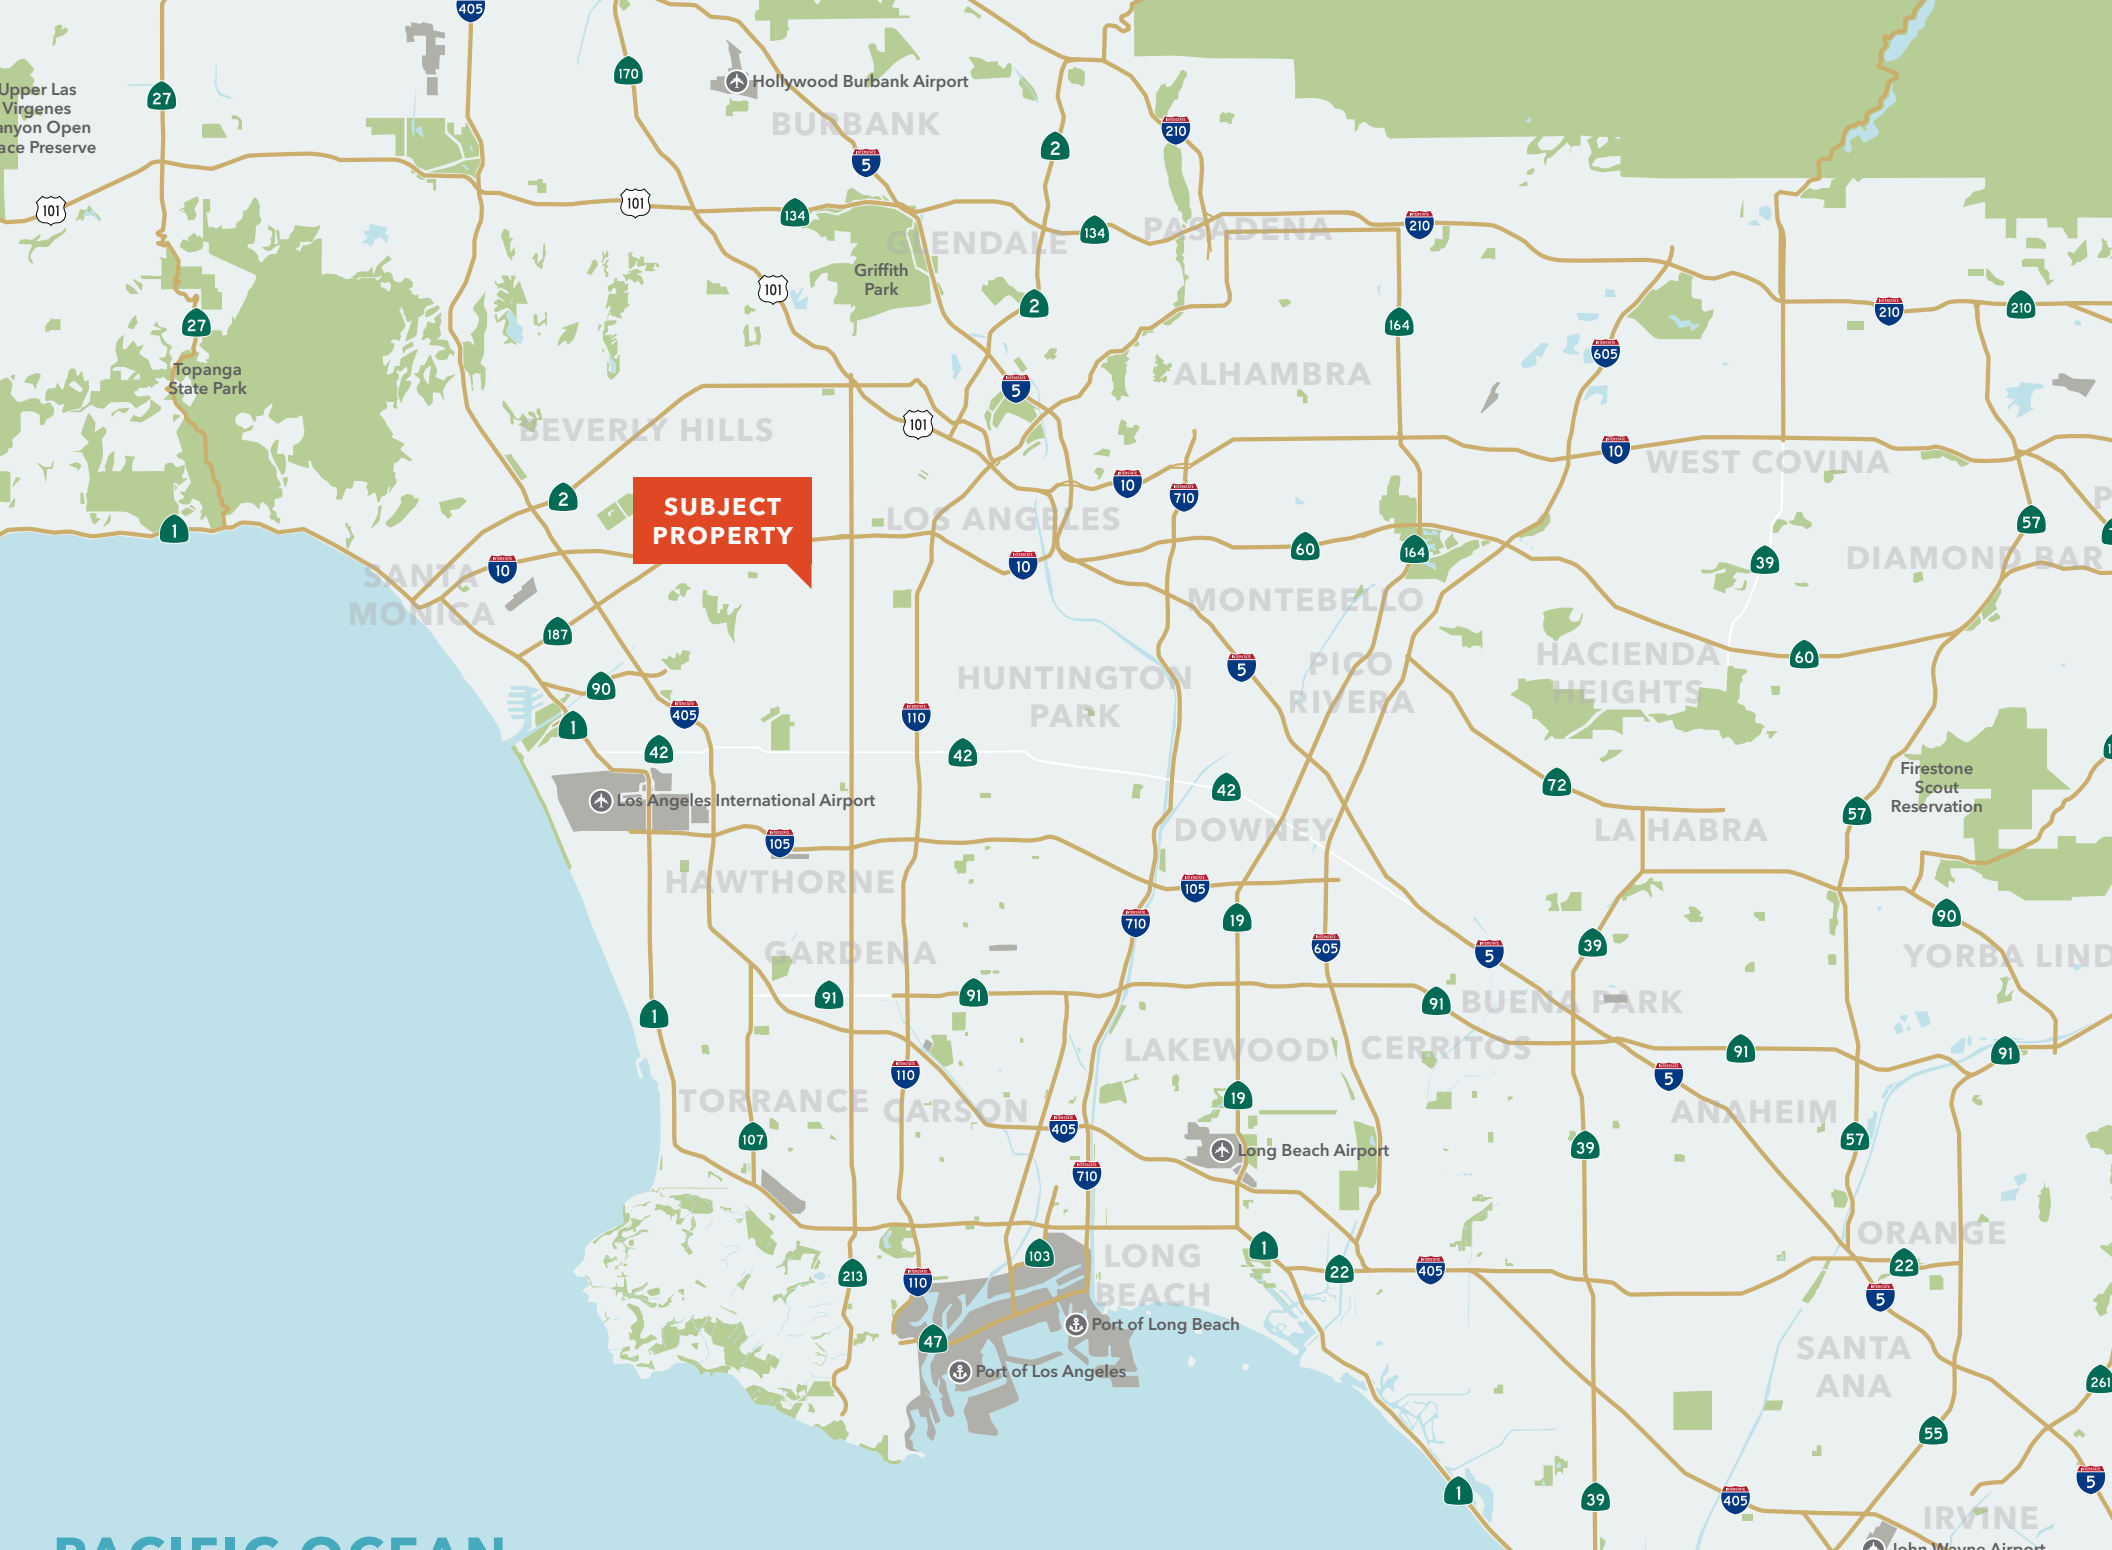 405
27
170
Hollywood Burbank Airport
BURBANK
Upper Las
Virgenes
anyon Open
ace Preserve
5
2
210
101
101
134
134
PASADENA
210
GLENDALE
Griffith
Park
101
2
27
164
210
210
605
Topanga
State Park
ALHAMBRA
5
BEVERLY HILLS
101
10
WEST COVINA
2
SUBJECT
PROPERTY
10
710
LOS ANGELES
57
1
60
164
39
DIAMOND BAR
10
10
SANTA
MONICA
MONTEBELLO
187
HACIENDA
HEIGHTS
60
5
PICO
RIVERA
HUNTINGTON
PARK
90
405
110
1
42
42
42
72
Firestone
Scout
Reservation
57
Los Angeles International Airport
DOWNEY
LA HABRA
105
HAWTHORNE
105
710
19
605
39
5
90
YORBA LIND
GARDENA
91
91
91
BUENA PARK
1
LAKEWOOD
CERRITOS
91
91
110
5
TORRANCE
CARSON
19
ANAHEIM
405
107
39
57
Long Beach Airport
710
ORANGE
1
103
LONG
BEACH
22
405
22
213
110
5
Port of Long Beach
47
SANTA
ANA
Port of Los Angeles
261
55
5
1
39
405
IRVINE
PACIFIC OCEAN
John Wayne Airport